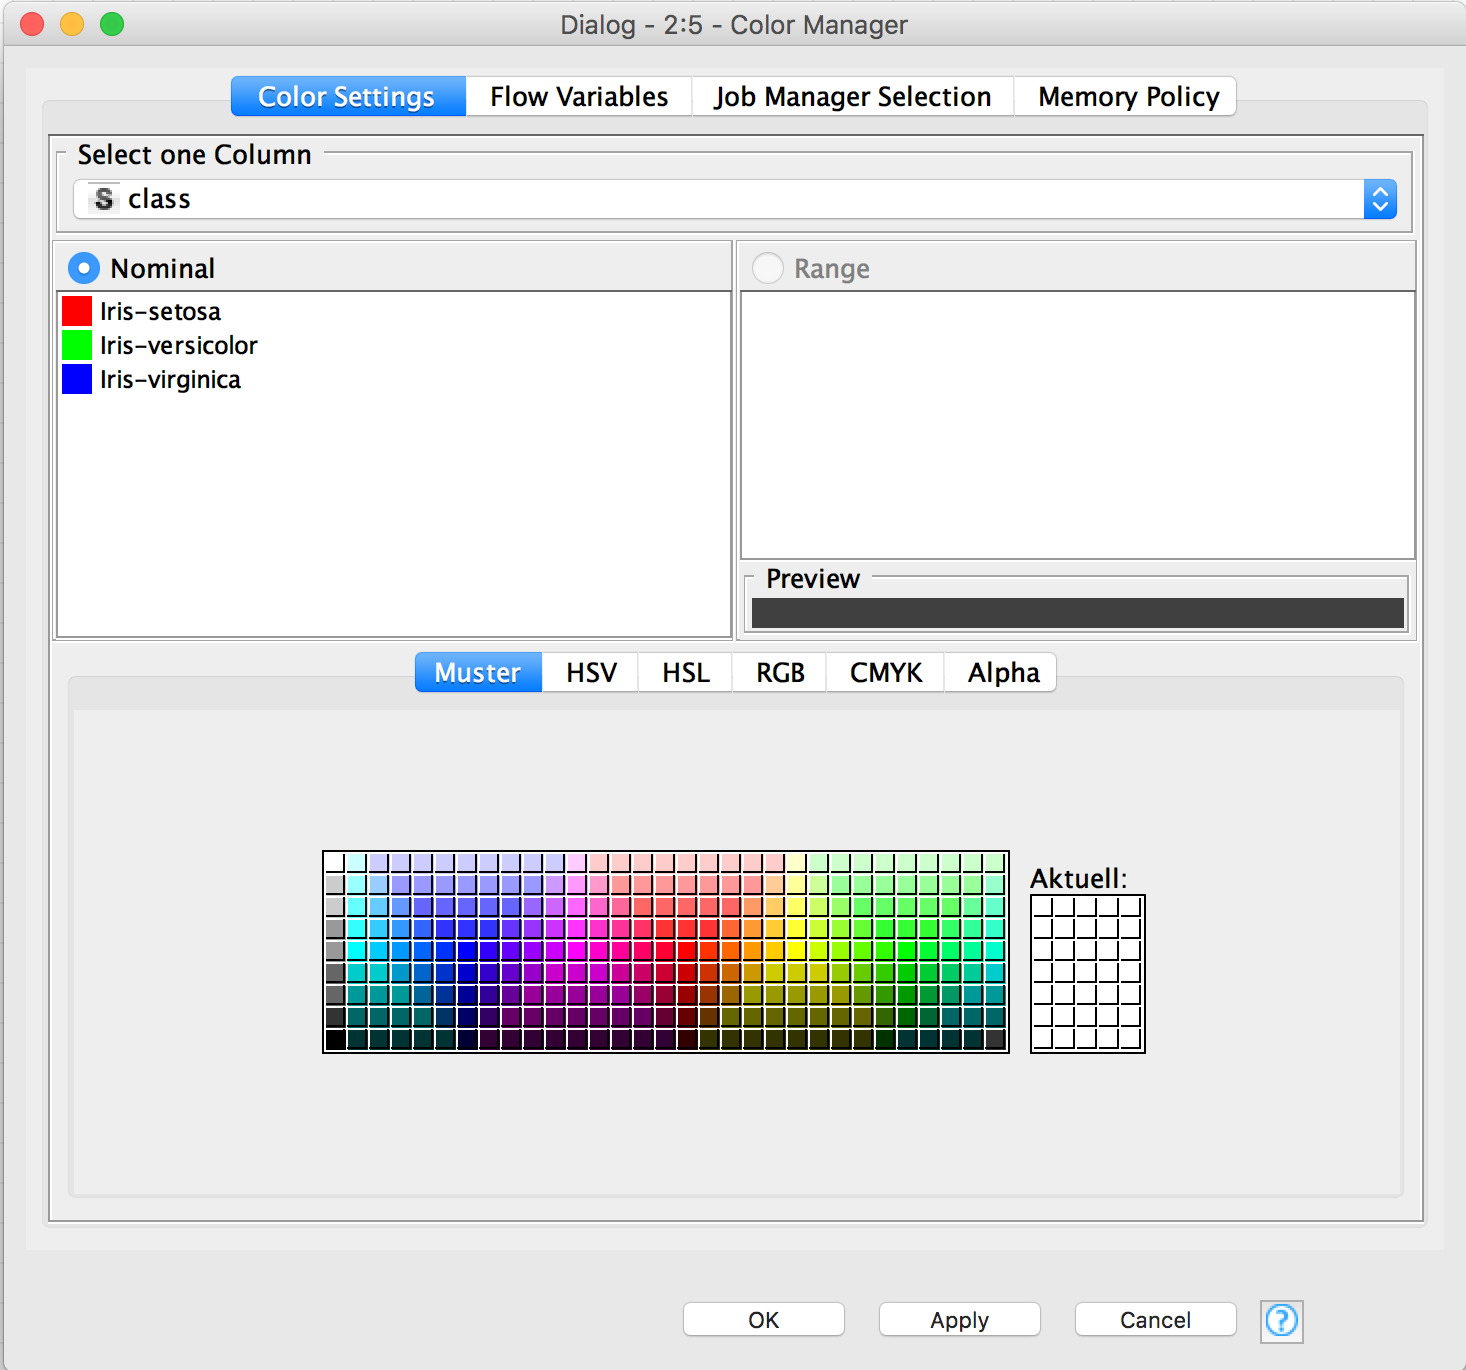 Dialog - 2:5 - Color Manager
Color Settings Flow Variables Job Manager Selection Memory Policy
Select one Column
S class
Nominal
Range
Iris-setosa
Iris-versicolor
Iris-virginica
Preview
Muster HSV HSL RGB CMYK Alpha
Aktuell:
OK Apply Cancel ?